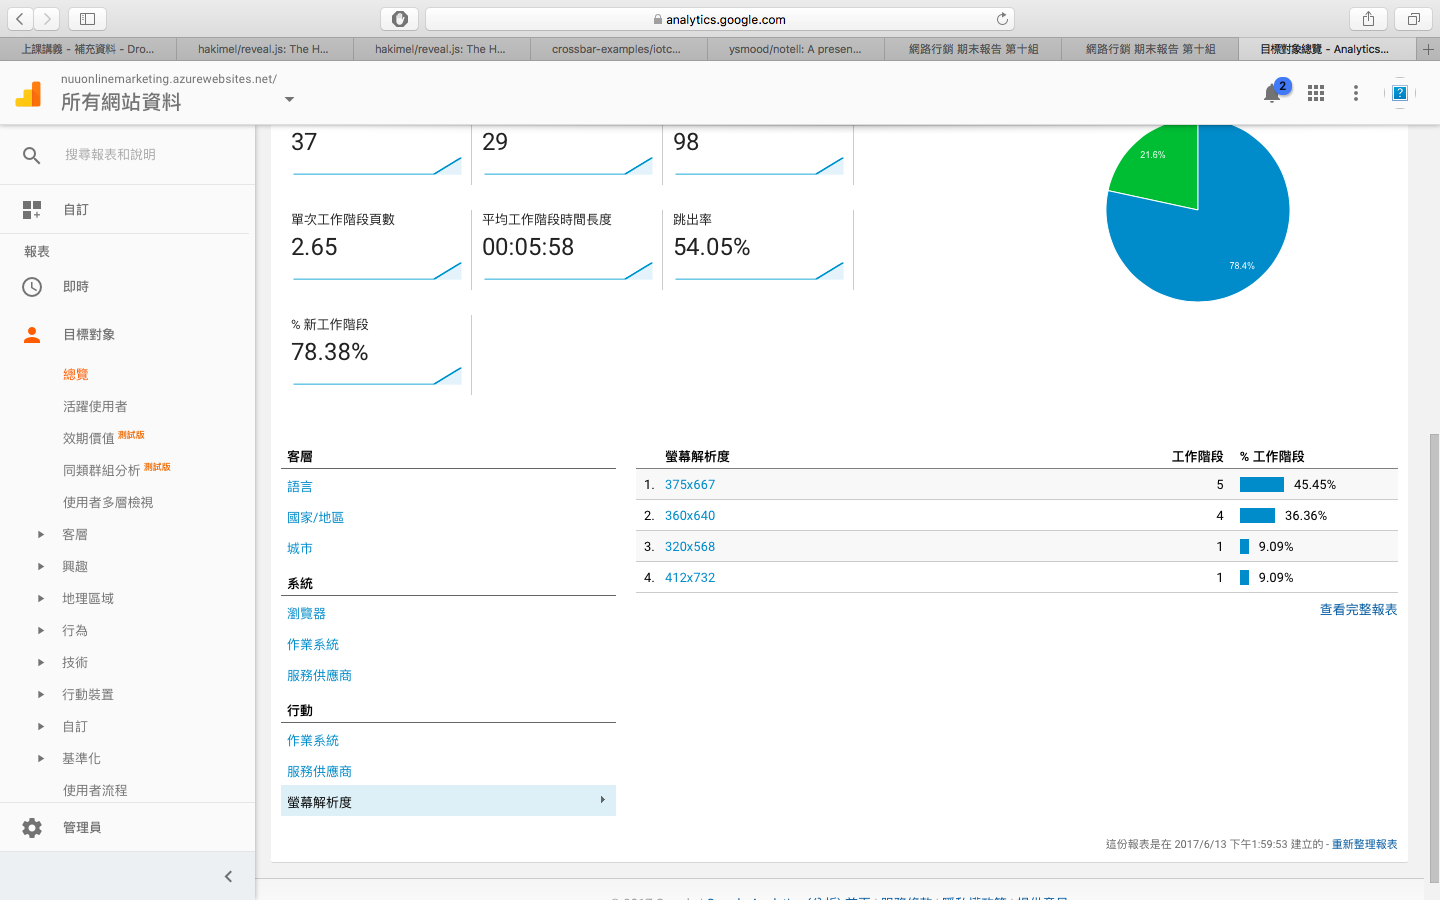 analytics.google.com
上課講義 - 補充資料 - Dro...
hakimel/reveal.js: The H...
hakimel/reveal.js: The H...
crossbar-examples/iotc...
ysmood/notell: A presen...
網路行銷 期末報告 第十組
網路行銷 期末報告 第十組
目標對象總覽 - Analytics...
nuuonlinemarketing.azurewebsites.net/
所有網站資料
2
?
搜尋報表和說明
自訂
報表
即時
目標對象
總覽
活躍使用者
效期價值 測試版
同類群組分析 測試版
使用者多層檢視
客層
興趣
地理區域
行為
技術
行動裝置
自訂
基準化
使用者流程
管理員
37
29
98
單次工作階段頁數
2.65
平均工作階段時間長度
00:05:58
跳出率
54.05%
% 新工作階段
78.38%
21.6%
78.4%
客層
語言
國家/地區
城市
系統
瀏覽器
作業系統
服務供應商
行動
作業系統
服務供應商
螢幕解析度
螢幕解析度 工作階段 % 工作階段
1. 375x667 5 45.45%
2. 360x640 4 36.36%
3. 320x568 1 9.09%
4. 412x732 1 9.09%
查看完整報表
這份報表是在 2017/6/13 下午1:59:53 建立的 - 重新整理報表